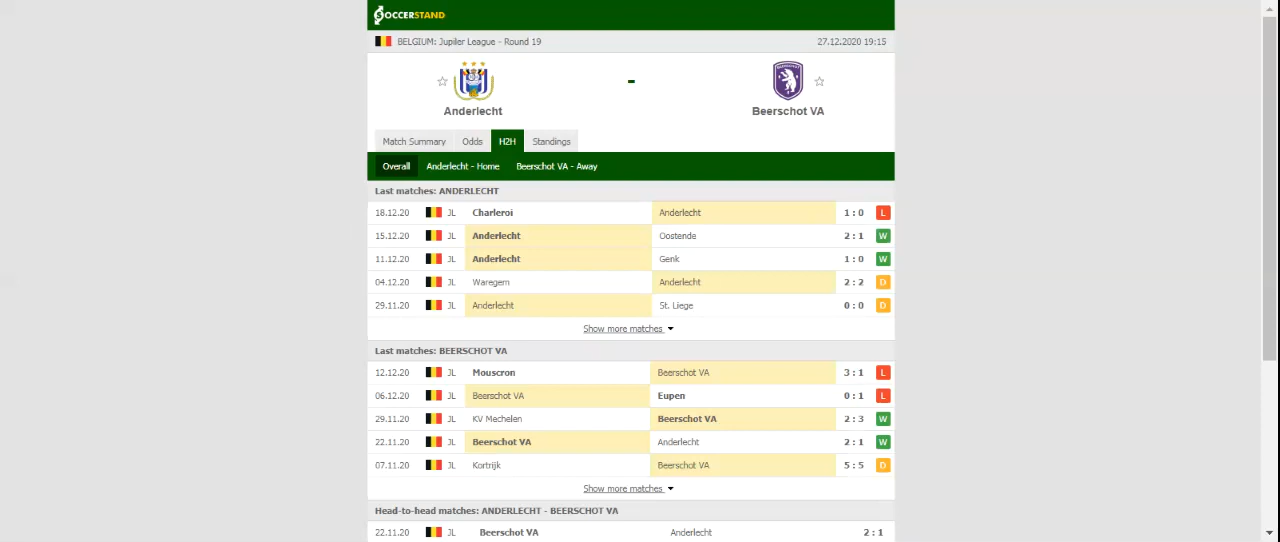 SOCCERSTAND
BELGIUM: Jupiler League - Round 19 27.12.2020 19:15
-
Anderlecht Beerschot VA
Match Summary Odds H2H Standings
Overall Anderlecht - Home Beerschot VA - Away
Last matches: ANDERLECHT
18.12.20 JL Charleroi Anderlecht 1 : 0 L
15.12.20 JL Anderlecht Oostende 2 : 1 W
11.12.20 JL Anderlecht Genk 1 : 0 W
04.12.20 JL Waregem Anderlecht 2 : 2 D
29.11.20 JL Anderlecht St. Liege 0 : 0 D
Show more matches
Last matches: BEERSCHOT VA
12.12.20 JL Mouscron Beerschot VA 3 : 1 L
06.12.20 JL Beerschot VA Eupen 0 : 1 L
29.11.20 JL KV Mechelen Beerschot VA 2 : 3 W
22.11.20 JL Beerschot VA Anderlecht 2 : 1 W
07.11.20 JL Kortrijk Beerschot VA 5 : 5 D
Show more matches
Head-to-head matches: ANDERLECHT - BEERSCHOT VA
22.11.20 JL Beerschot VA Anderlecht 2 : 1